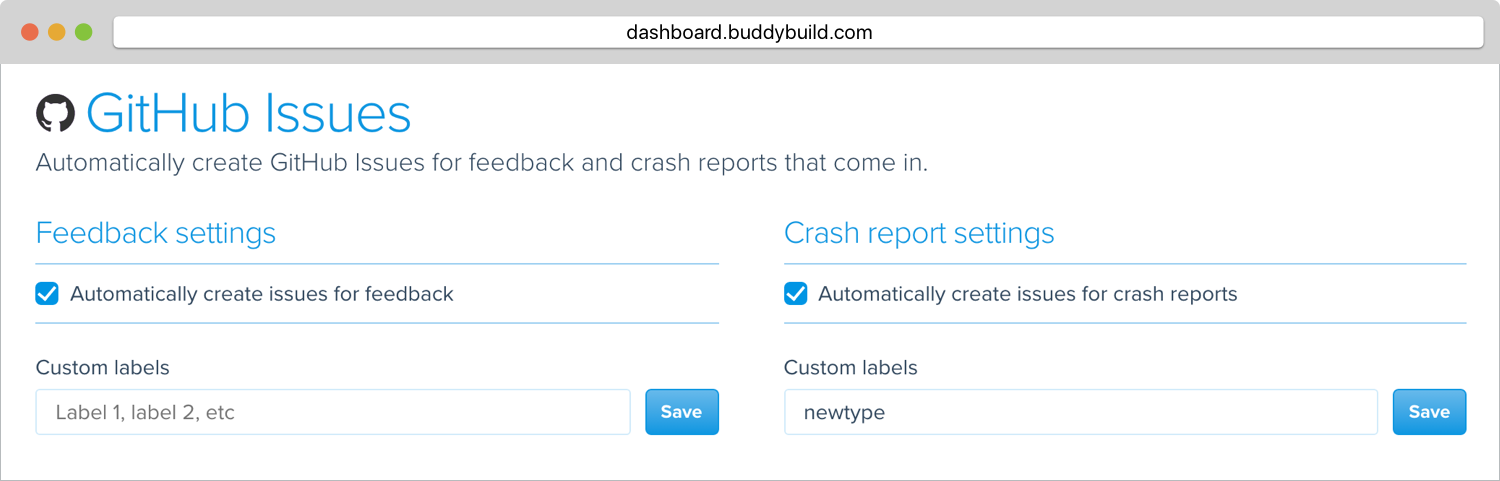 dashboard.buddybuild.com
GitHub Issues
Automatically create GitHub Issues for feedback and crash reports that come in.
Feedback settings
Automatically create issues for feedback
Custom labels
Label 1, label 2, etc
Save
Crash report settings
Automatically create issues for crash reports
Custom labels
newtype
Save